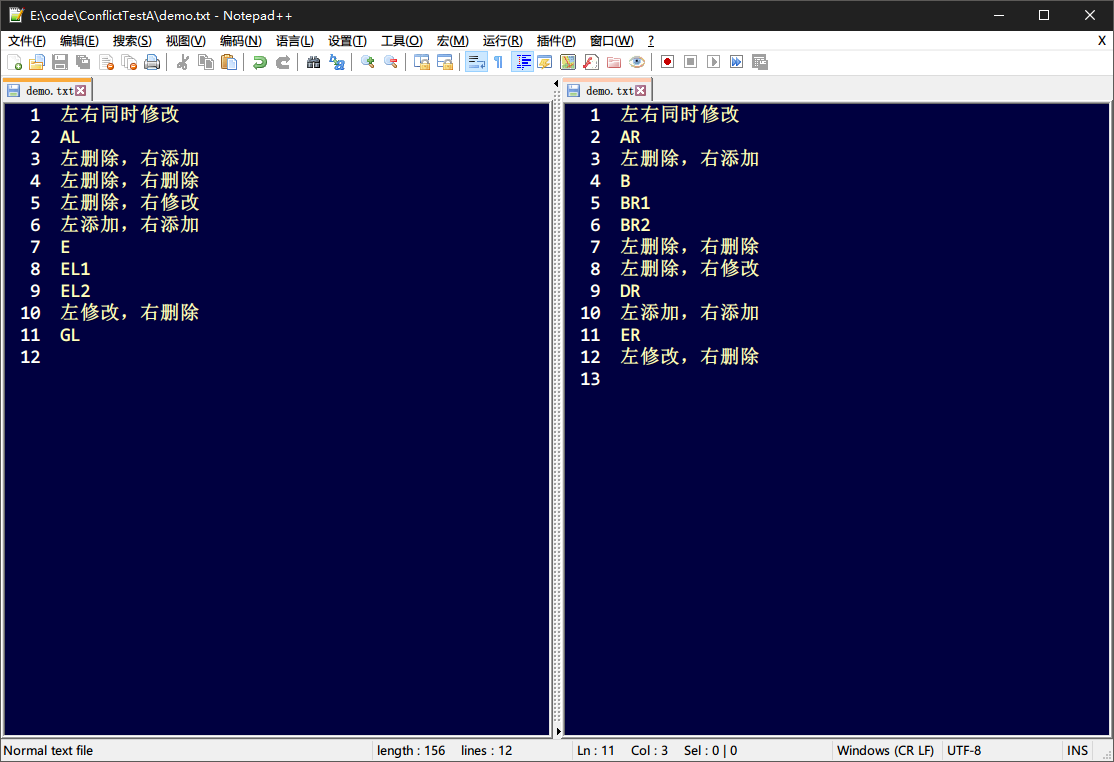 E:\code\ConflictTestA\demo.txt - Notepad++
文件(F) 编辑(E) 搜索(S) 视图(V) 编码(N) 语言(L) 设置(T) 工具(O) 宏(M) 运行(R) 插件(P) 窗口(W) ? X
demo.txt
1 左右同时修改
2 AL
3 左删除，右添加
4 左删除，右删除
5 左删除，右修改
6 左添加，右添加
7 E
8 EL1
9 EL2
10 左修改，右删除
11 GL
12
demo.txt
1 左右同时修改
2 AR
3 左删除，右添加
4 B
5 BR1
6 BR2
7 左删除，右删除
8 左删除，右修改
9 DR
10 左添加，右添加
11 ER
12 左修改，右删除
13
Normal text file length : 156 lines : 12 Ln : 11 Col : 3 Sel : 0 | 0 Windows (CR LF) UTF-8 INS